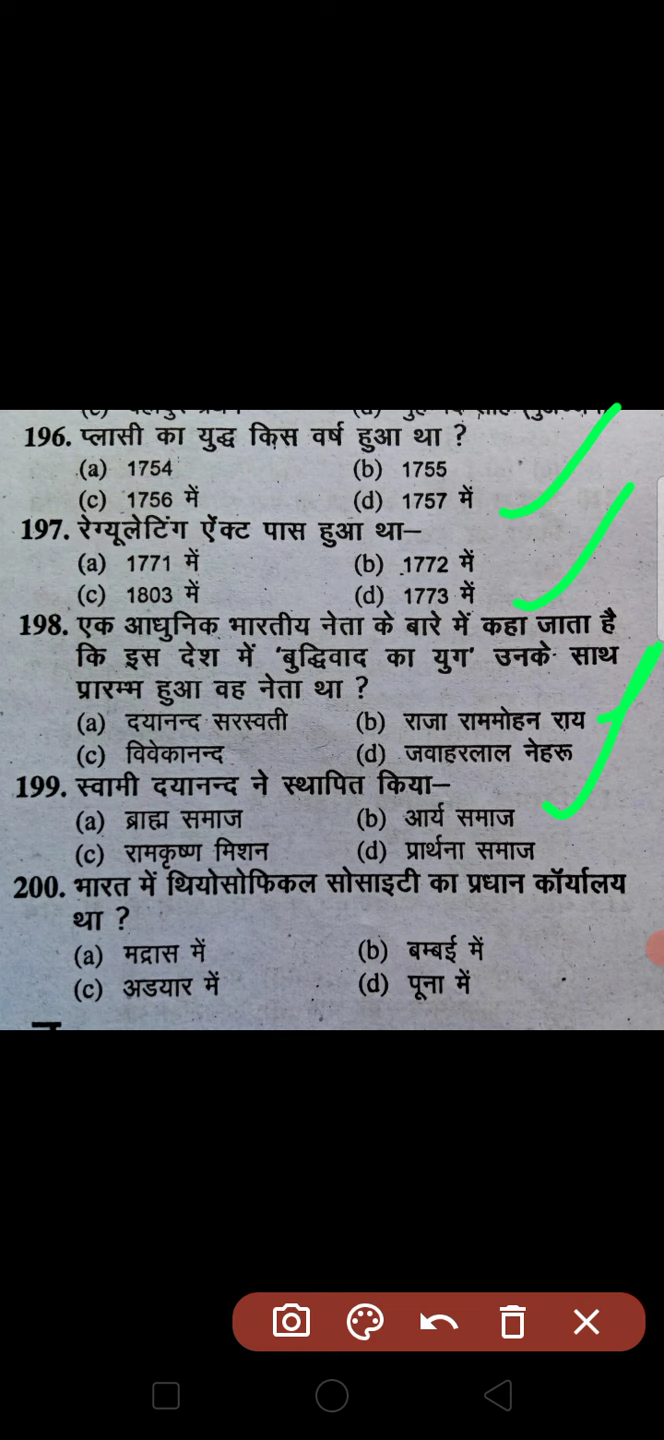 196. प्लासी का युद्ध किस वर्ष हुआ था ?
(a) 1754 (b) 1755
(c) 1756 में (d) 1757 में
197. रेग्यूलेटिंग ऐंक्ट पास हुआ था–
(a) 1771 में (b) 1772 में
(c) 1803 में (d) 1773 में
198. एक आधुनिक भारतीय नेता के बारे में कहा जाता है
कि इस देश में ‘बुद्धिवाद का युग’ उनके साथ
प्रारम्भ हुआ वह नेता था ?
(a) दयानन्द सरस्वती (b) राजा राममोहन राय
(c) विवेकानन्द (d) जवाहरलाल नेहरू
199. स्वामी दयानन्द ने स्थापित किया–
(a) ब्राह्म समाज (b) आर्य समाज
(c) रामकृष्ण मिशन (d) प्रार्थना समाज
200. भारत में थियोसोफिकल सोसाइटी का प्रधान कॉर्यालय
था ?
(a) मद्रास में (b) बम्बई में
(c) अडयार में (d) पूना में